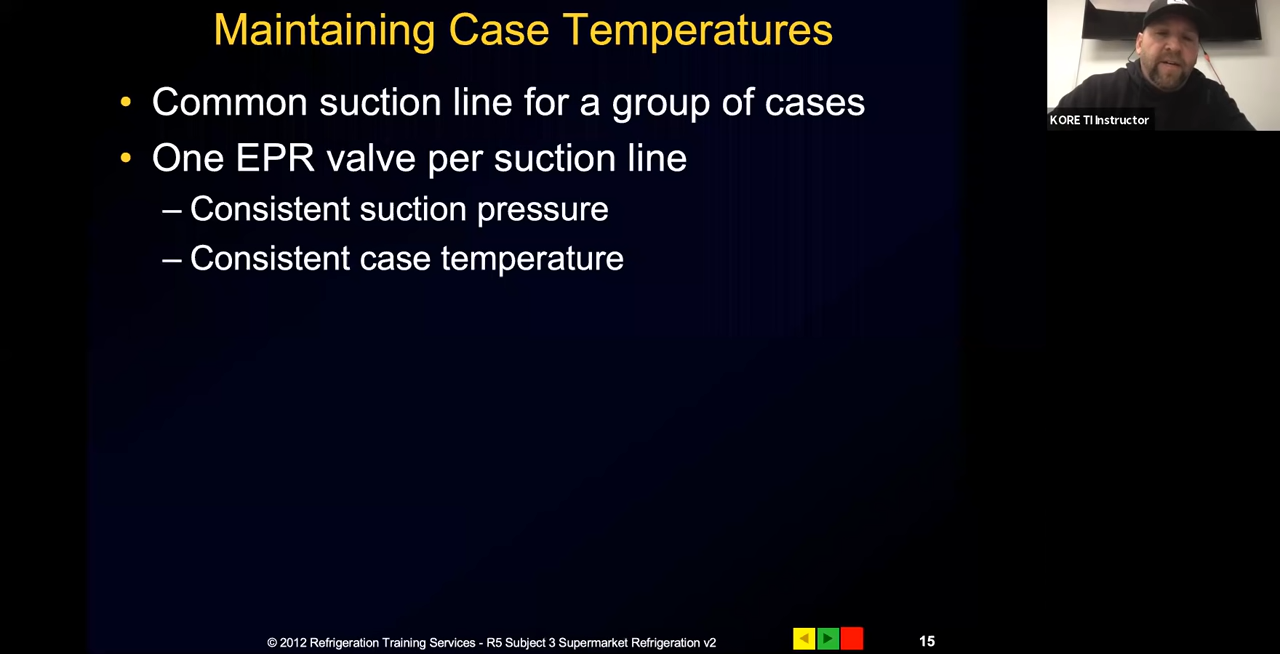 Maintaining Case Temperatures
• Common suction line for a group of cases
• One EPR valve per suction line
– Consistent suction pressure
– Consistent case temperature
KORE TI Instructor
© 2012 Refrigeration Training Services - R5 Subject 3 Supermarket Refrigeration v2
15